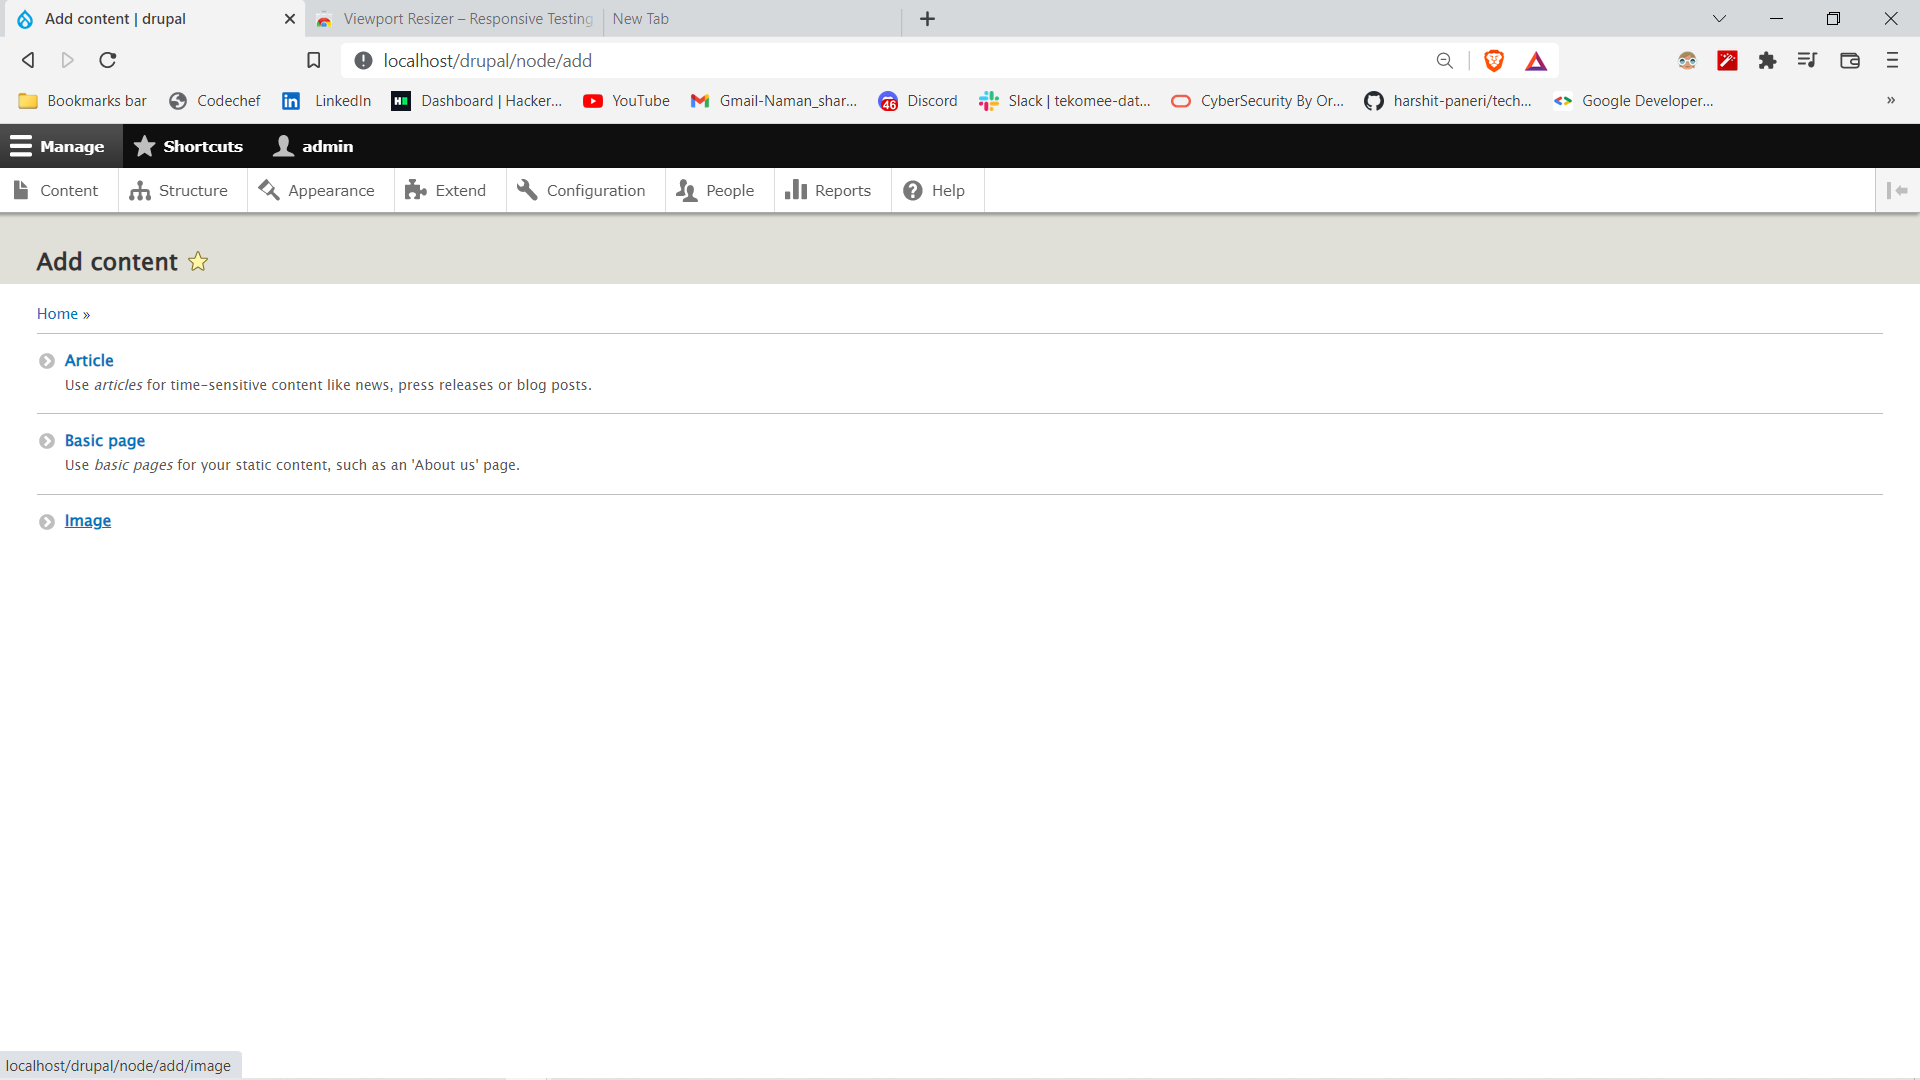 Add content | drupal
Viewport Resizer – Responsive Testing
New Tab
localhost/drupal/node/add
Bookmarks bar
Codechef
LinkedIn
Dashboard | Hacker...
YouTube
Gmail-Naman_shar...
46
Discord
Slack | tekomee-dat...
CyberSecurity By Or...
harshit-paneri/tech...
Google Developer...
»
Manage
Shortcuts
admin
Content
Structure
Appearance
Extend
Configuration
People
Reports
Help
Add content
Home »
Article
Use articles for time-sensitive content like news, press releases or blog posts.
Basic page
Use basic pages for your static content, such as an 'About us' page.
Image
localhost/drupal/node/add/image